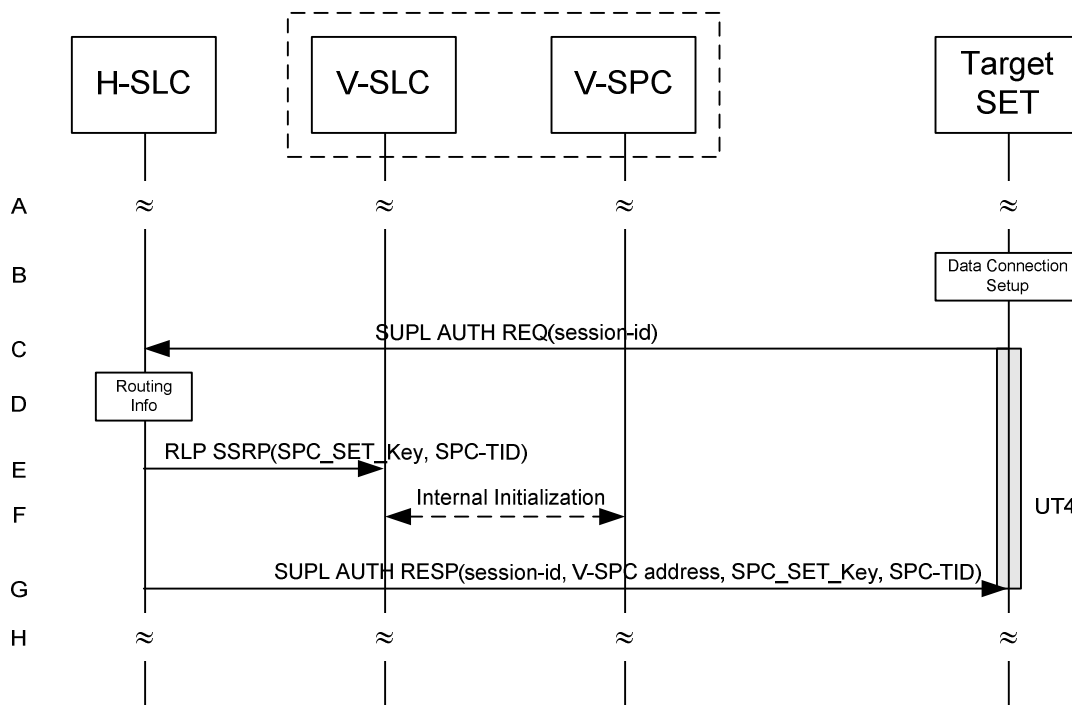 H-SLC
V-SLC
V-SPC
Target
SET
A
≈ ≈ ≈ ≈
B
Data Connection
Setup
SUPL AUTH REQ(session-id)
C
Routing
Info
D
RLP SSRP(SPC_SET_Key, SPC-TID)
E
Internal Initialization
F
UT4
SUPL AUTH RESP(session-id, V-SPC address, SPC_SET_Key, SPC-TID)
G
H
≈ ≈ ≈ ≈